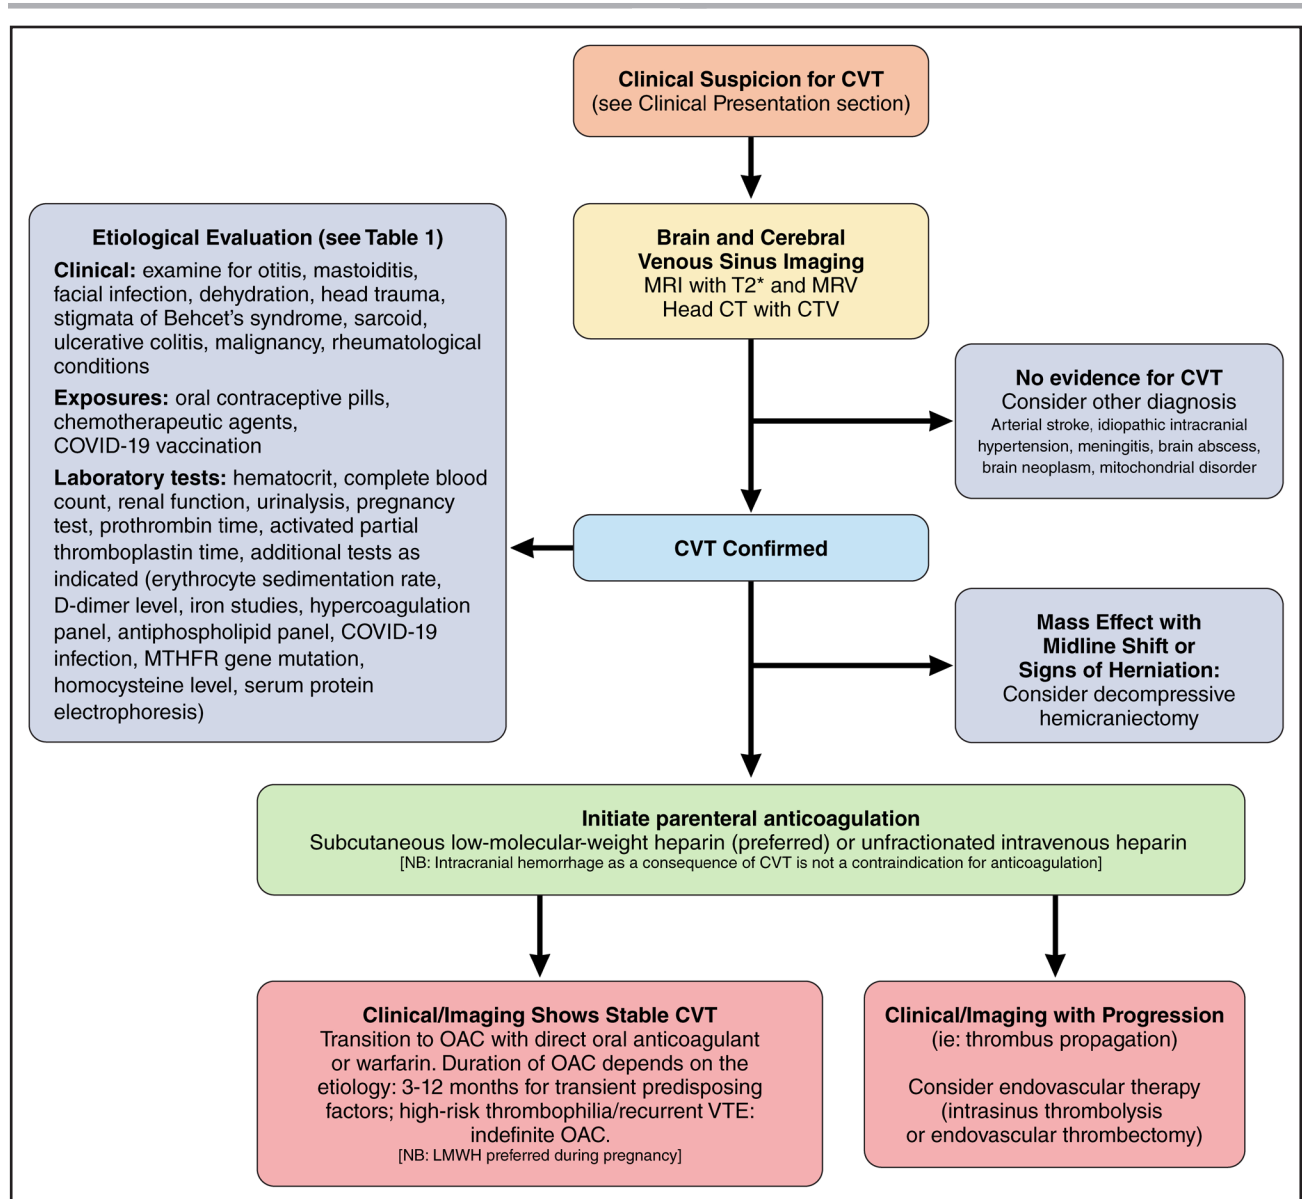 Clinical Suspicion for CVT
(see Clinical Presentation section)
Brain and Cerebral
Venous Sinus Imaging
MRI with T2* and MRV
Head CT with CTV
Etiological Evaluation (see Table 1)
Clinical: examine for otitis, mastoiditis,
facial infection, dehydration, head trauma,
stigmata of Behcet's syndrome, sarcoid,
ulcerative colitis, malignancy, rheumatological
conditions
Exposures: oral contraceptive pills,
chemotherapeutic agents,
COVID-19 vaccination
Laboratory tests: hematocrit, complete blood
count, renal function, urinalysis, pregnancy
test, prothrombin time, activated partial
thromboplastin time, additional tests as
indicated (erythrocyte sedimentation rate,
D-dimer level, iron studies, hypercoagulation
panel, antiphospholipid panel, COVID-19
infection, MTHFR gene mutation,
homocysteine level, serum protein
electrophoresis)
No evidence for CVT
Consider other diagnosis
Arterial stroke, idiopathic intracranial
hypertension, meningitis, brain abscess,
brain neoplasm, mitochondrial disorder
CVT Confirmed
Mass Effect with
Midline Shift or
Signs of Herniation:
Consider decompressive
hemicraniectomy
Initiate parenteral anticoagulation
Subcutaneous low-molecular-weight heparin (preferred) or unfractionated intravenous heparin
[NB: Intracranial hemorrhage as a consequence of CVT is not a contraindication for anticoagulation]
Clinical/Imaging Shows Stable CVT
Transition to OAC with direct oral anticoagulant
or warfarin. Duration of OAC depends on the
etiology: 3-12 months for transient predisposing
factors; high-risk thrombophilia/recurrent VTE:
indefinite OAC.
[NB: LMWH preferred during pregnancy]
Clinical/Imaging with Progression
(ie: thrombus propagation)
Consider endovascular therapy
(intrasinus thrombolysis
or endovascular thrombectomy)